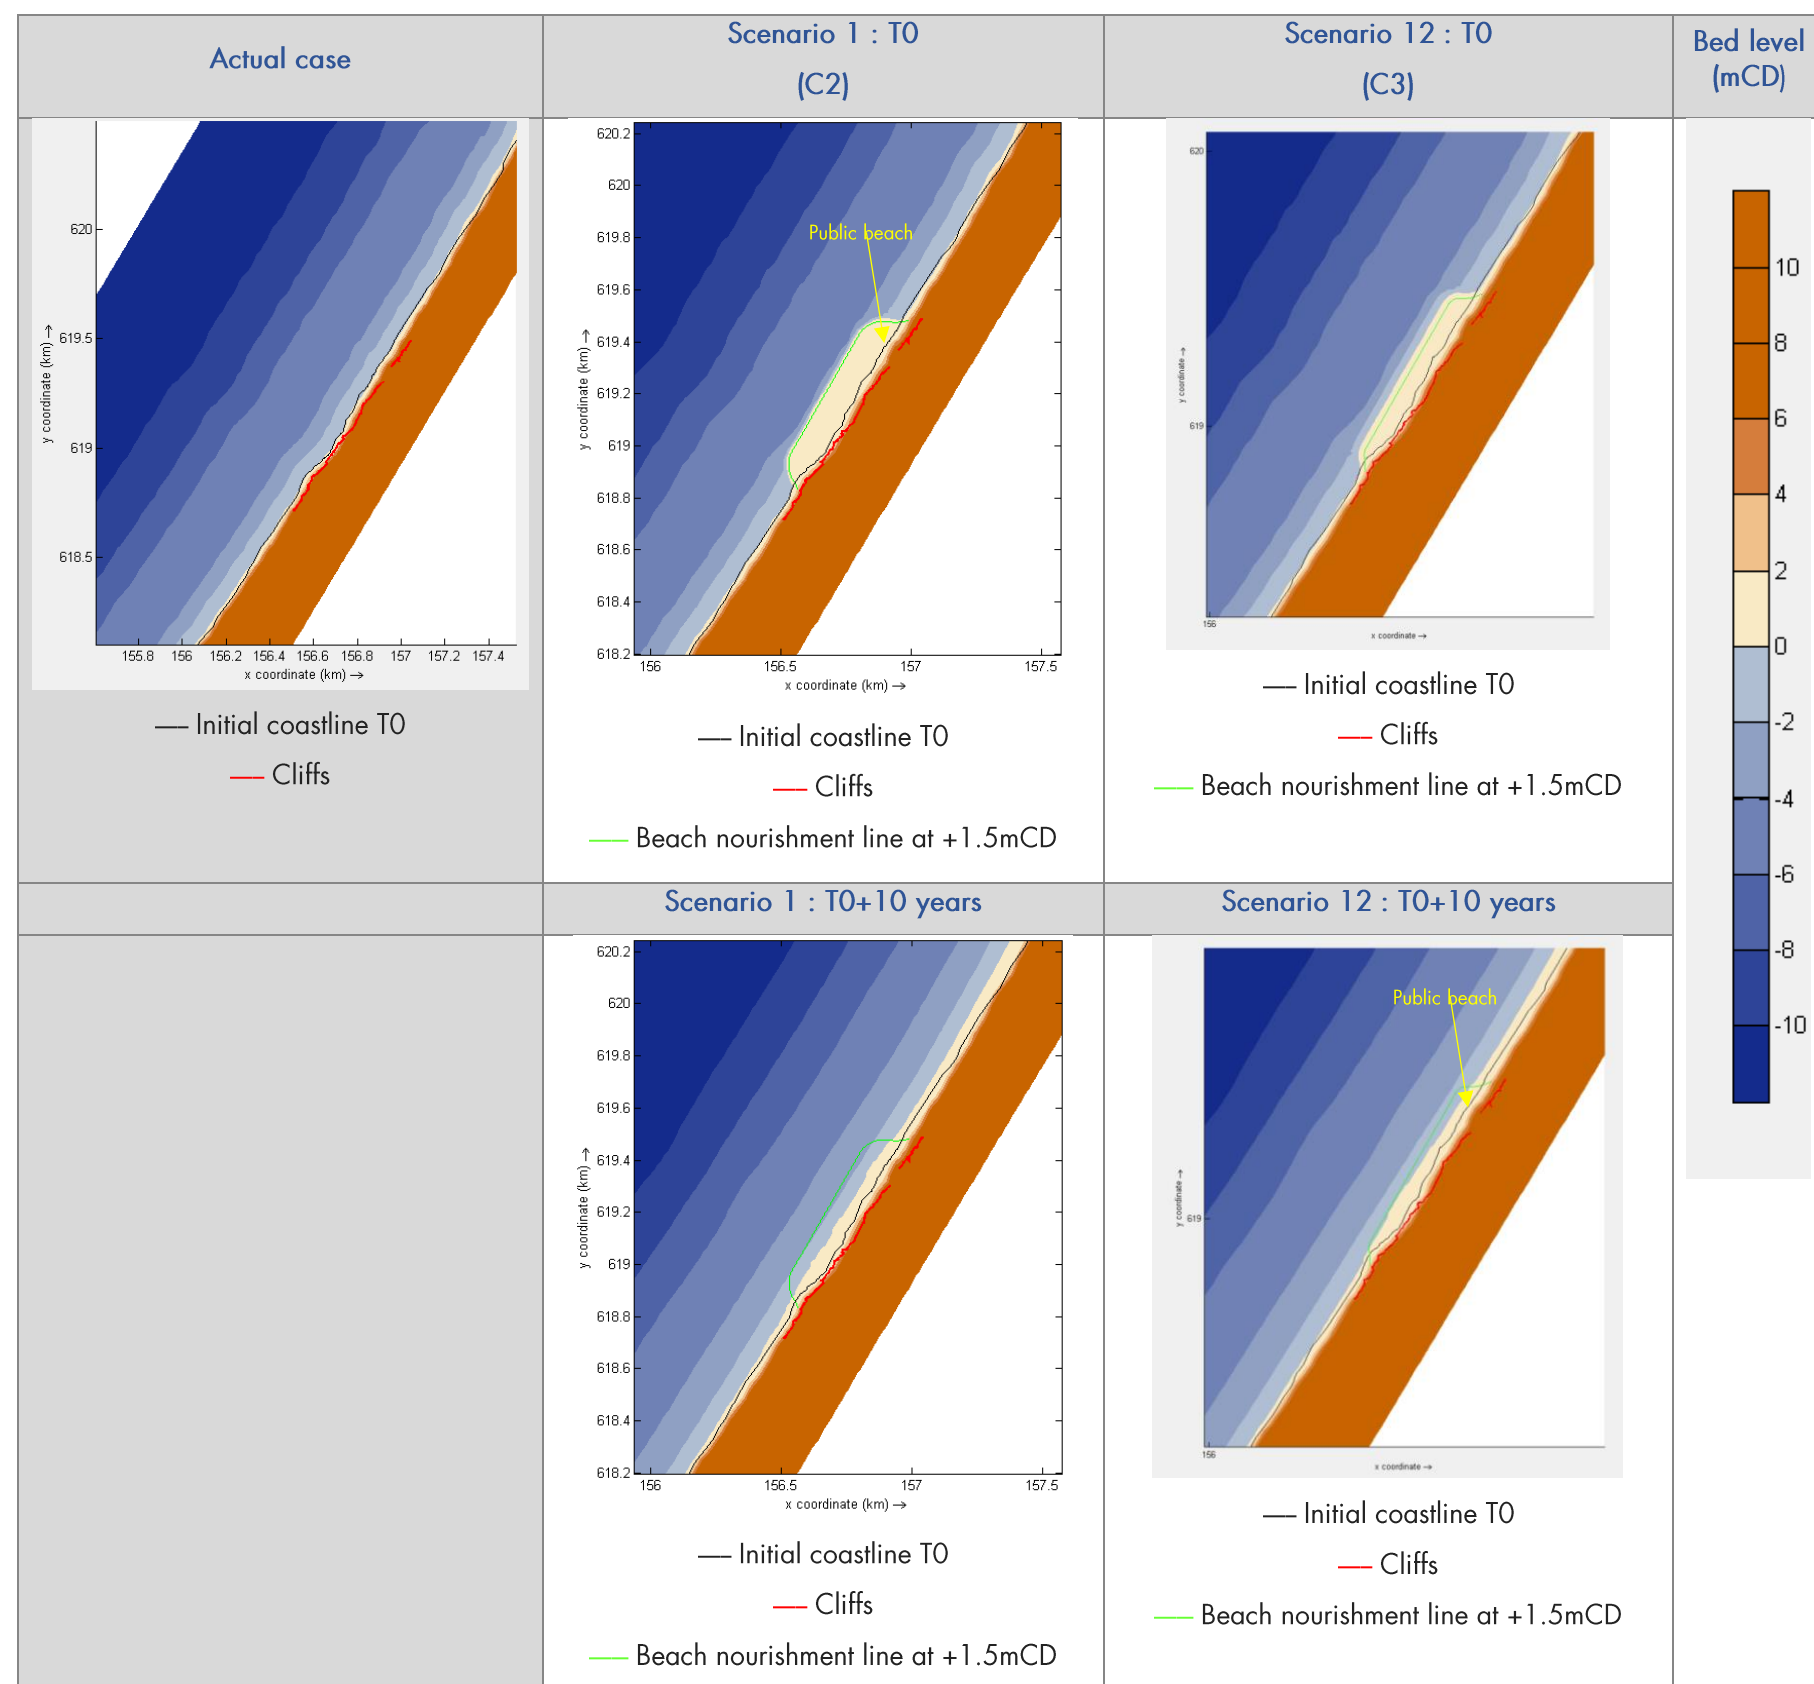 Actual case
Scenario 1 : T0
(C2)
Scenario 12 : T0
(C3)
Bed level
(mCD)
620
619.5
619
618.5
y coordinate (km) →
155.8 156 156.2 156.4 156.6 156.8 157 157.2 157.4
x coordinate (km) →
Initial coastline T0
Cliffs
620.2
620
619.8
619.6
619.4
619.2
619
618.8
618.6
618.4
618.2
y coordinate (km) →
Public beach
156 156.5 157 157.5
x coordinate (km) →
Initial coastline T0
Cliffs
Beach nourishment line at +1.5mCD
620
619
y coordinate →
156
x coordinate →
Initial coastline T0
Cliffs
Beach nourishment line at +1.5mCD
10
8
6
4
2
0
-2
-4
-6
-8
-10
Scenario 1 : T0+10 years
Scenario 12 : T0+10 years
620.2
620
619.8
619.6
619.4
619.2
619
618.8
618.6
618.4
618.2
y coordinate (km) →
156 156.5 157 157.5
x coordinate (km) →
Initial coastline T0
Cliffs
Beach nourishment line at +1.5mCD
Public beach
619
y coordinate →
156
x coordinate →
Initial coastline T0
Cliffs
Beach nourishment line at +1.5mCD